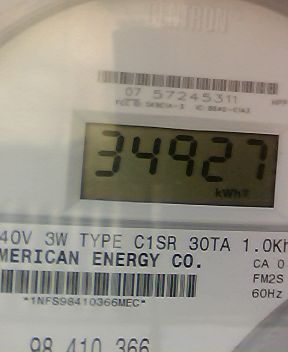 07 57245311
34927
kWh
40V 3W TYPE C1SR 30TA 1.0Kh
MERICAN ENERGY CO.
CA 0
FM2S
60Hz
*1NFS98410366MEC*
98 410 366